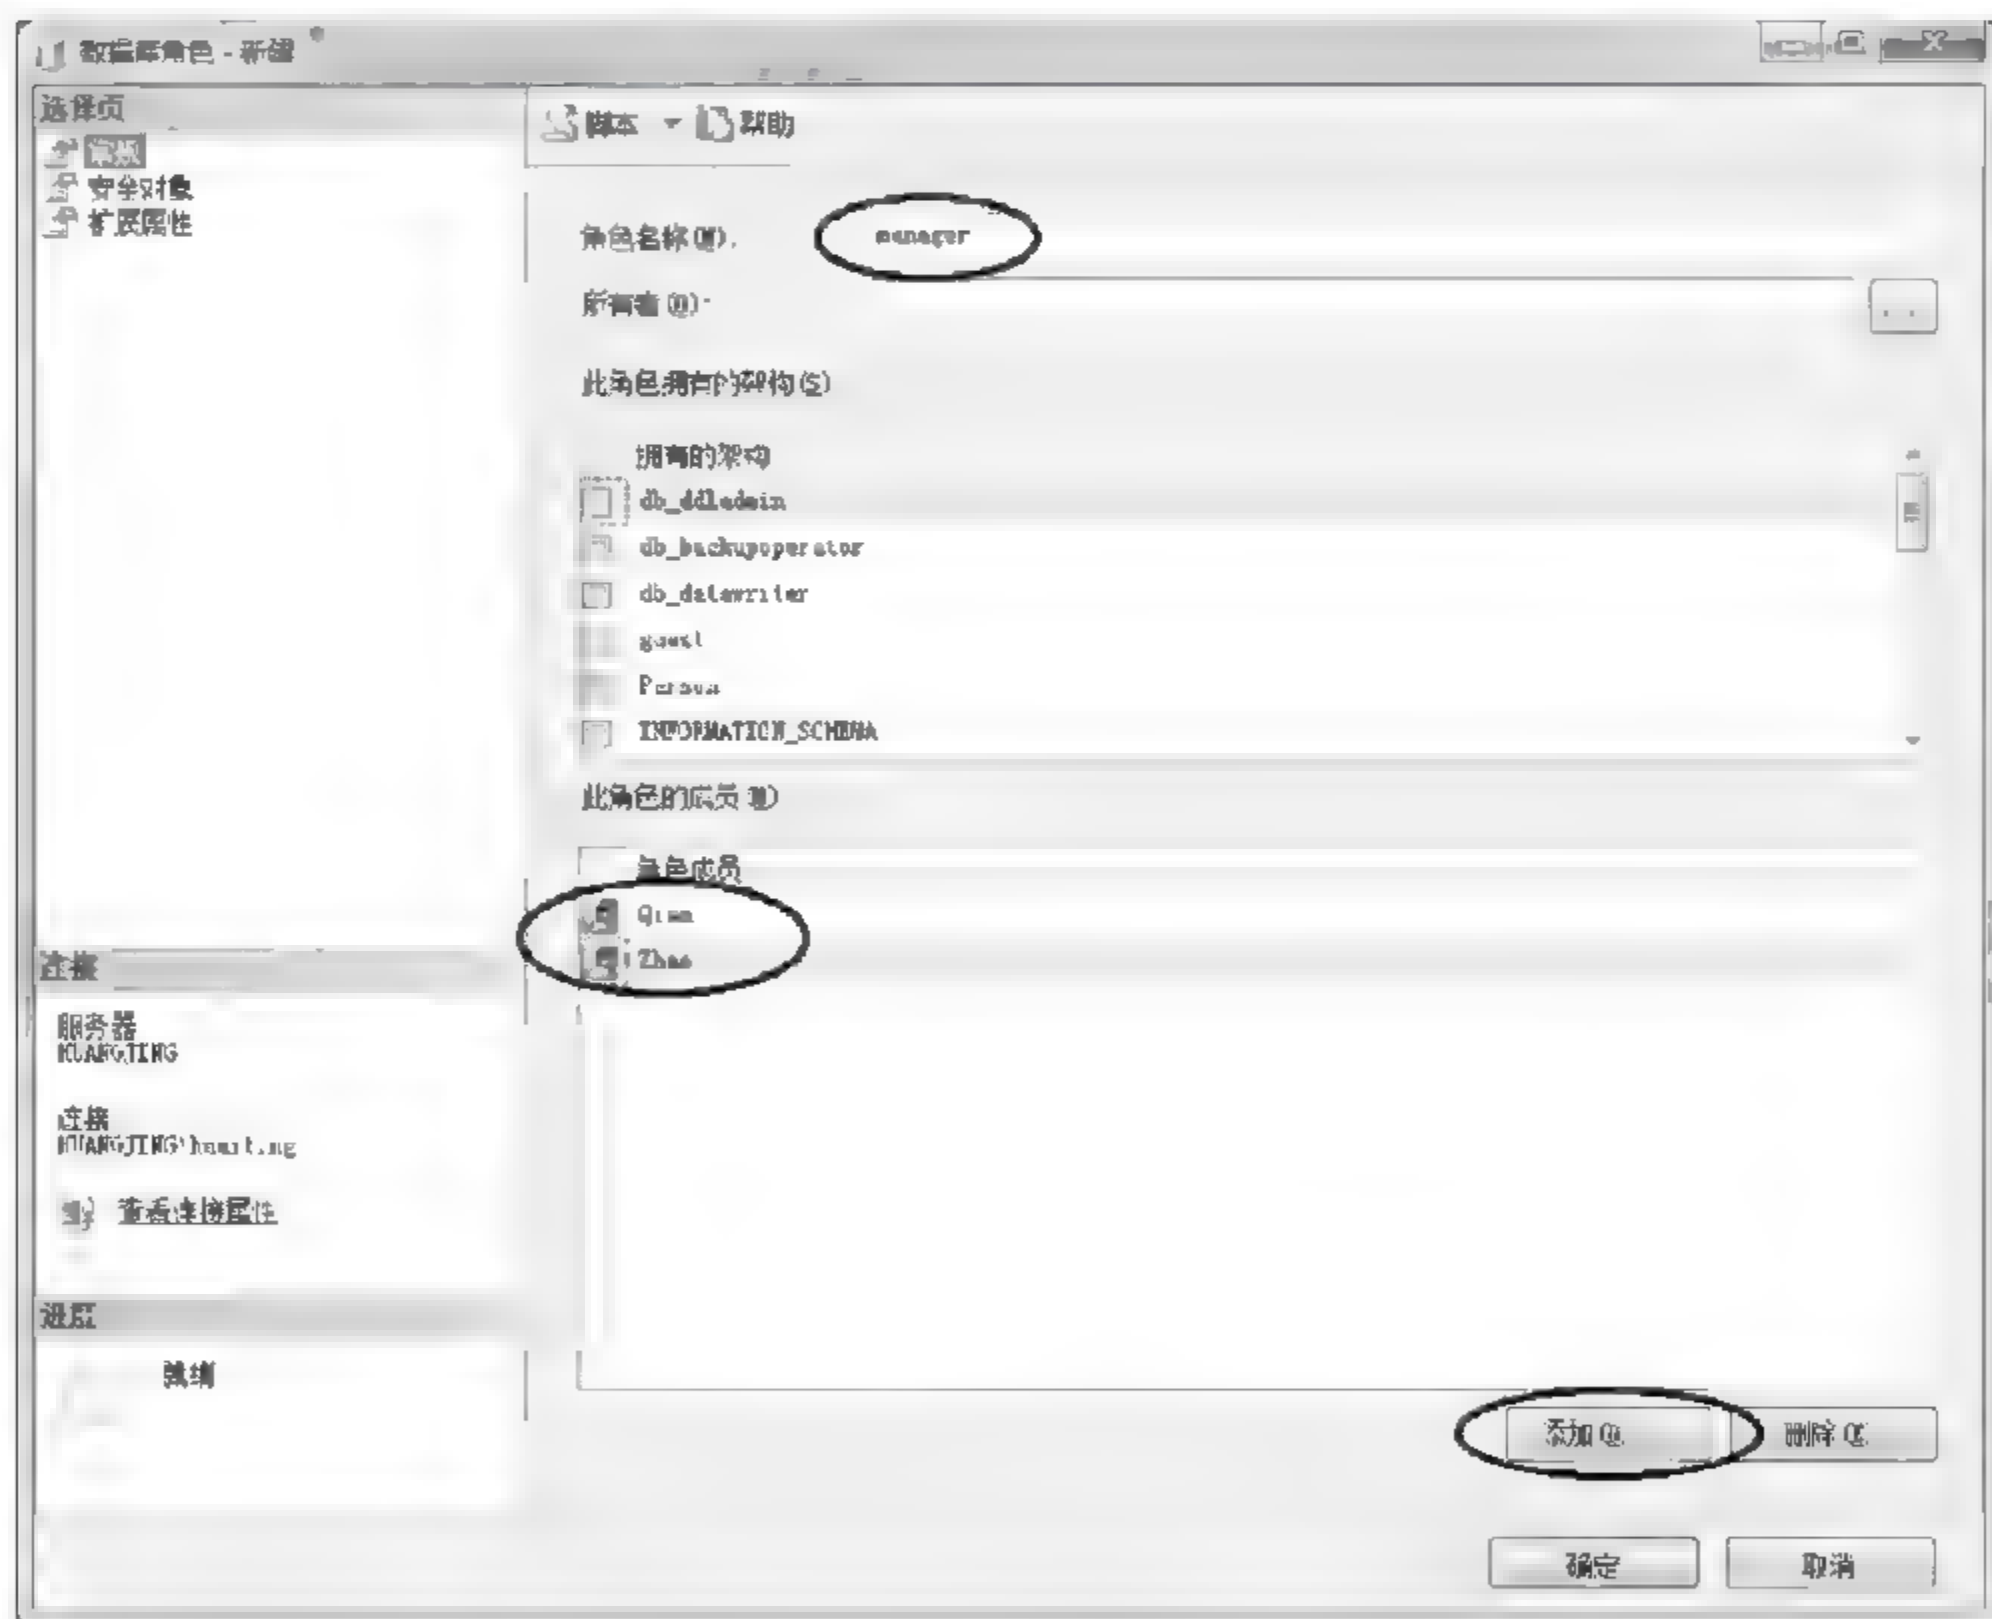 数据库角色 - 新建
选择页
常规
安全对象
扩展属性
脚本 帮助
角色名称(N):
manager
所有者(O):
此角色拥有的架构(S)
拥有的架构
db_ddladmin
db_backupoperator
db_datawriter
guest
Person
INFORMATION_SCHEMA
此角色的成员(M)
角色成员
Qian
Zhao
连接
服务器
HUANGJING
连接
查看连接属性
进度
就绪
添加
删除
确定
取消